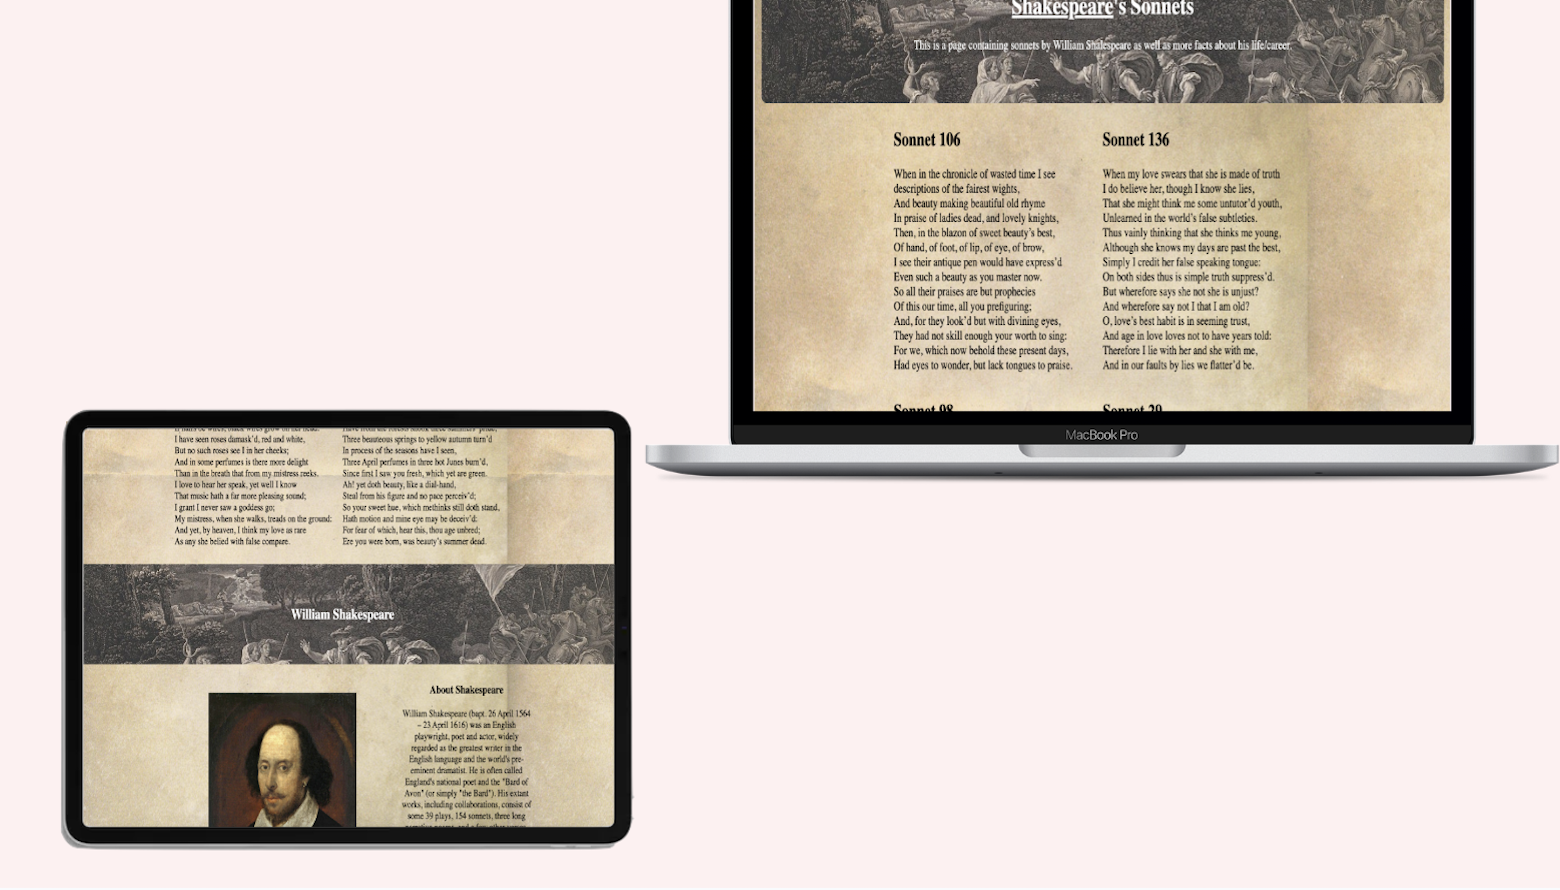 Shakespeare's Sonnets
This is a page containing sonnets by William Shakespeare as well as more facts about his life/career.
Sonnet 106
When in the chronicle of wasted time I see
descriptions of the fairest wights,
And beauty making beautiful old rhyme
In praise of ladies dead, and lovely knights,
Then, in the blazon of sweet beauty's best,
Of hand, of foot, of lip, of eye, of brow,
I see their antique pen would have express'd
Even such a beauty as you master now.
So all their praises are but prophecies
Of this our time, all you prefiguring;
And, for they look'd but with divining eyes,
They had not skill enough your worth to sing:
For we, which now behold these present days,
Had eyes to wonder, but lack tongues to praise.
Sonnet 136
When my love swears that she is made of truth
I do believe her, though I know she lies,
That she might think me some untutor'd youth,
Unlearned in the world's false subtleties.
Thus vainly thinking that she thinks me young,
Although she knows my days are past the best,
Simply I credit her false speaking tongue:
On both sides thus is simple truth suppress'd.
But wherefore says she not she is unjust?
And wherefore say not I that I am old?
O, love's best habit is in seeming trust,
And age in love loves not to have years told:
Therefore I lie with her and she with me,
And in our faults by lies we flatter'd be.
Sonnet 98
Sonnet 29
MacBook Pro
I have seen roses damask'd, red and white,
But no such roses see I in her cheeks;
And in some perfumes is there more delight
Than in the breath that from my mistress reeks.
I love to hear her speak, yet well I know
That music hath a far more pleasing sound;
I grant I never saw a goddess go;
My mistress, when she walks, treads on the ground:
And yet, by heaven, I think my love as rare
As any she belied with false compare.
Three beauteous springs to yellow autumn turn'd
In process of the seasons have I seen,
Three April perfumes in three hot Junes burn'd,
Since first I saw you fresh, which yet are green.
Ah! yet doth beauty, like a dial-hand,
Steal from his figure and no pace perceiv'd;
So your sweet hue, which methinks still doth stand,
Hath motion and mine eye may be deceiv'd:
For fear of which, hear this, thou age unbred;
Ere you were born, was beauty's summer dead.
William Shakespeare
About Shakespeare
William Shakespeare (bapt. 26 April 1564
– 23 April 1616) was an English
playwright, poet and actor, widely
regarded as the greatest writer in the
English language and the world's pre-
eminent dramatist. He is often called
England's national poet and the "Bard of
Avon" (or simply "the Bard"). His extant
works, including collaborations, consist of
some 39 plays, 154 sonnets, three long